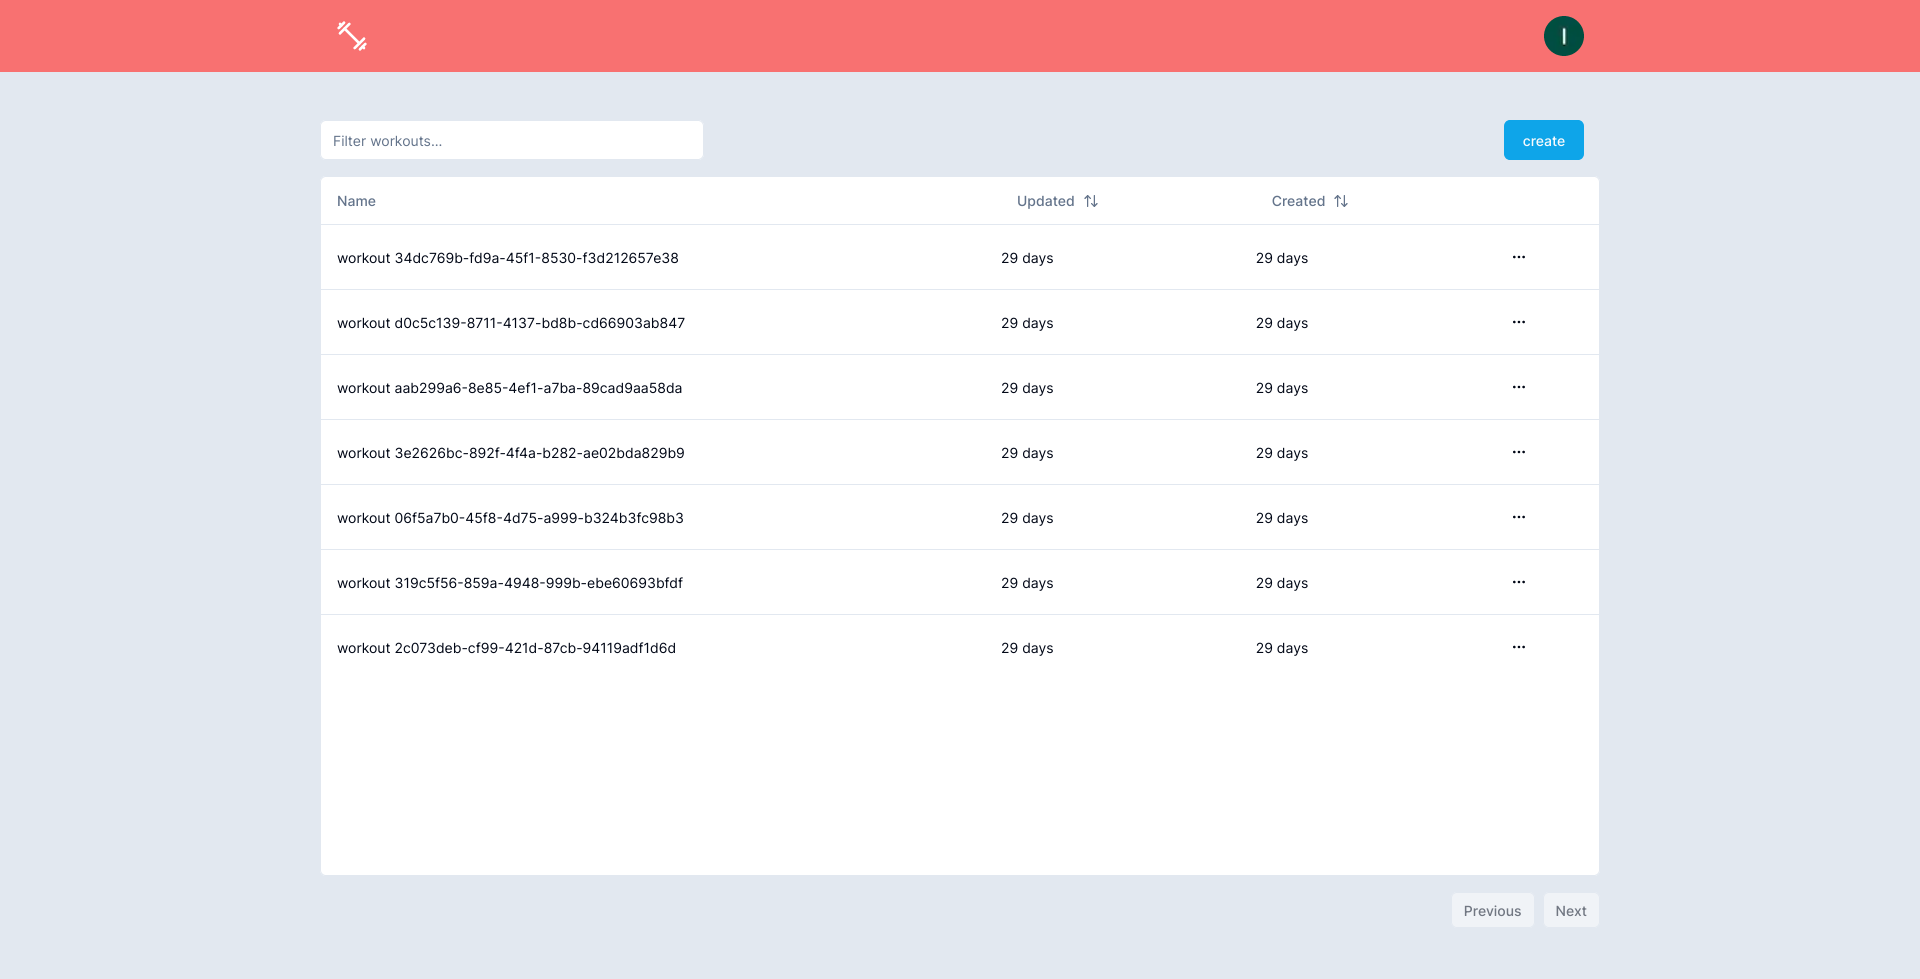 I
Filter workouts...
create
Name Updated Created
workout 34dc769b-fd9a-45f1-8530-f3d212657e38 29 days 29 days ...
workout d0c5c139-8711-4137-bd8b-cd66903ab847 29 days 29 days ...
workout aab299a6-8e85-4ef1-a7ba-89cad9aa58da 29 days 29 days ...
workout 3e2626bc-892f-4f4a-b282-ae02bda829b9 29 days 29 days ...
workout 06f5a7b0-45f8-4d75-a999-b324b3fc98b3 29 days 29 days ...
workout 319c5f56-859a-4948-999b-ebe60693bfdf 29 days 29 days ...
workout 2c073deb-cf99-421d-87cb-94119adf1d6d 29 days 29 days ...
Previous Next